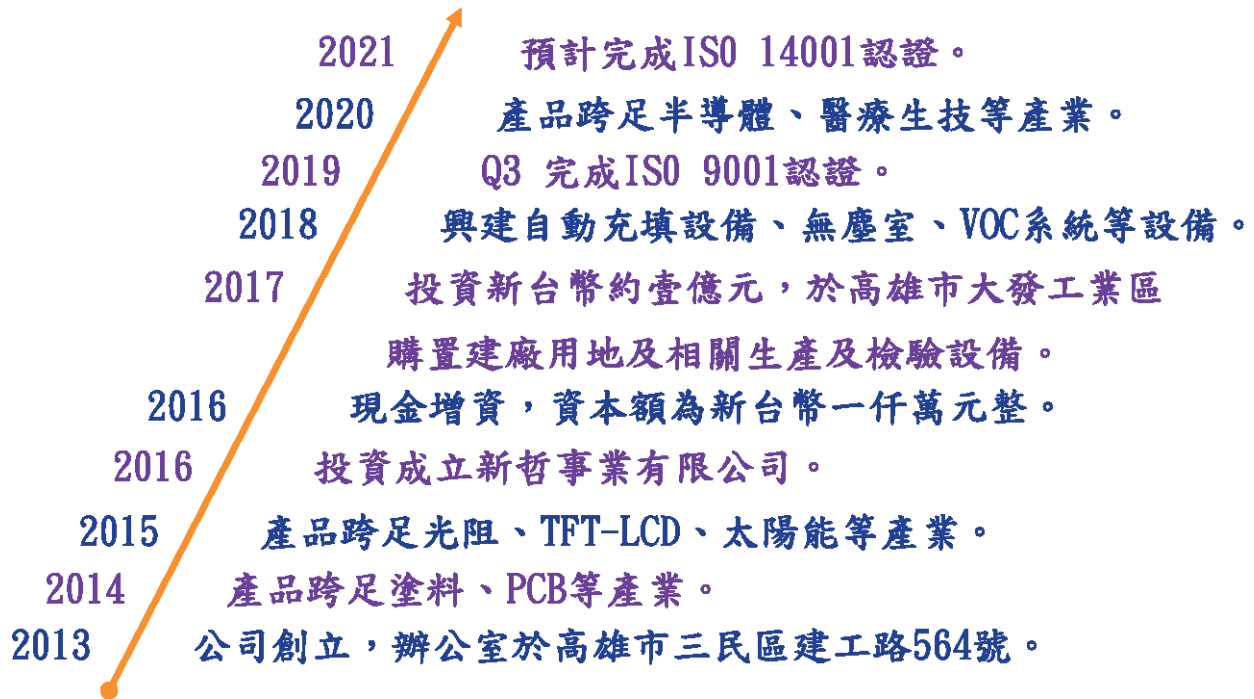 2021 預計完成ISO 14001認證。
2020 產品跨足半導體、醫療生技等產業。
2019 Q3 完成ISO 9001認證。
2018 興建自動充填設備、無塵室、VOC系統等設備。
2017 投資新台幣約壹億元，於高雄市大發工業區
購置建廠用地及相關生產及檢驗設備。
2016 現金增資，資本額為新台幣一仟萬元整。
2016 投資成立新哲事業有限公司。
2015 產品跨足光阻、TFT-LCD、太陽能等產業。
2014 產品跨足塗料、PCB等產業。
2013 公司創立，辦公室於高雄市三民區建工路564號。